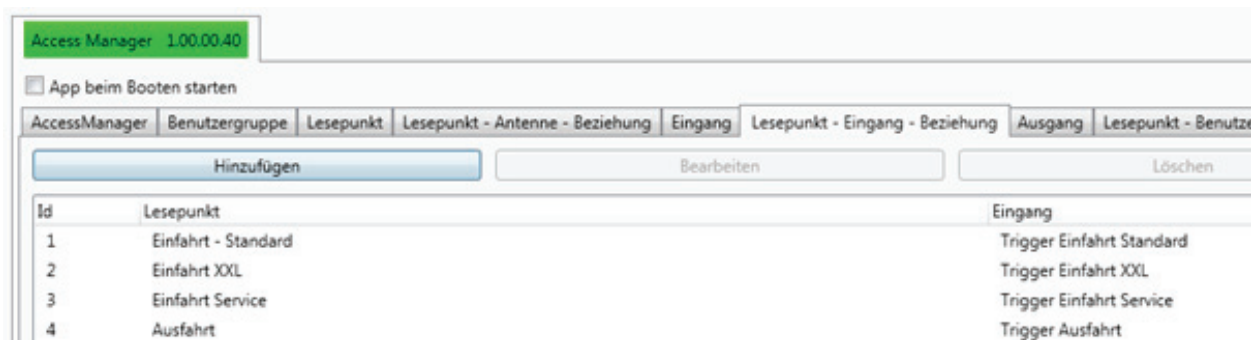 Access Manager 1.00.00.40
App beim Booten starten
AccessManager Benutzergruppe Lesepunkt Lesepunkt - Antenne - Beziehung Eingang Lesepunkt - Eingang - Beziehung Ausgang Lesepunkt -
Hinzufügen Bearbeiten Löschen
Id Lesepunkt Eingang
1 Einfahrt - Standard Trigger Einfahrt Standard
2 Einfahrt XXL Trigger Einfahrt XXL
3 Einfahrt Service Trigger Einfahrt Service
4 Ausfahrt Trigger Ausfahrt